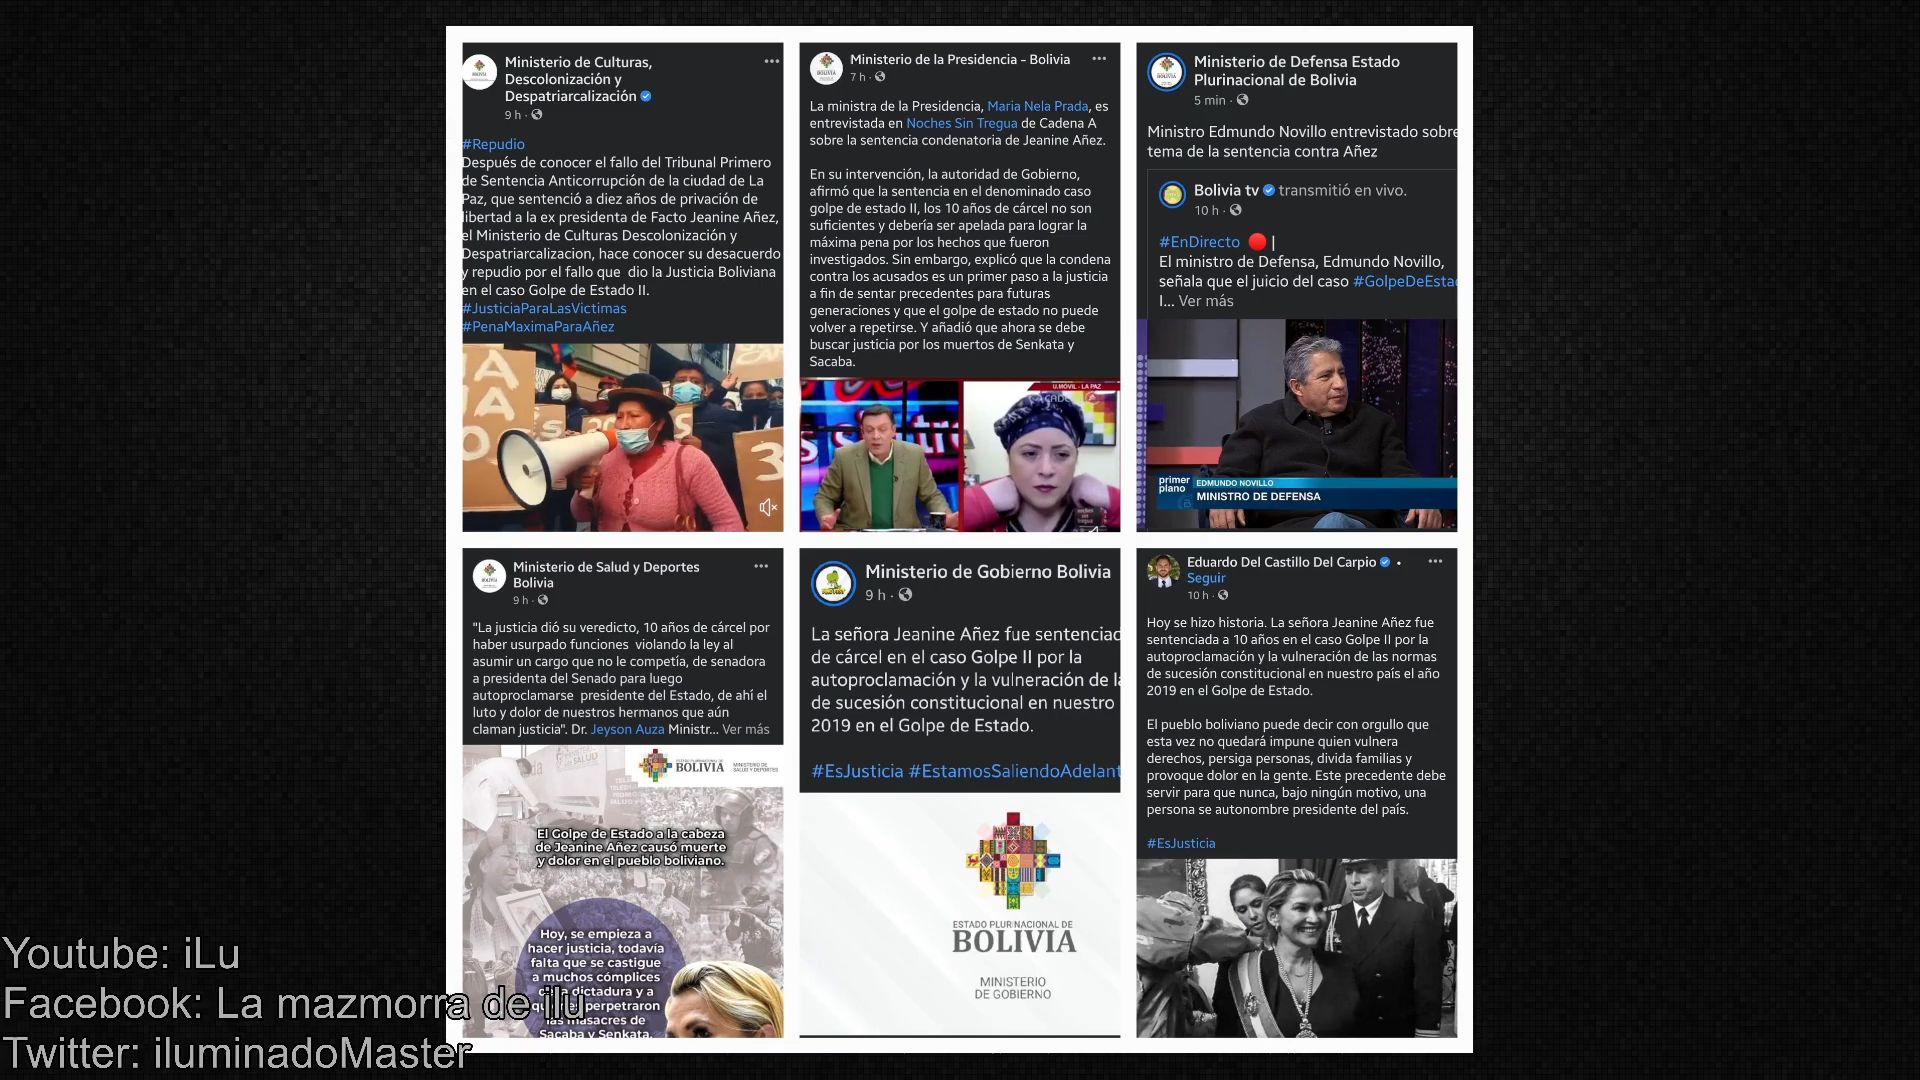 Ministerio de Culturas,
Descolonización y
Despatriarcalización
9 h
#Repudio
Después de conocer el fallo del Tribunal Primero
de Sentencia Anticorrupción de la ciudad de La
Paz, que sentenció a diez años de privación de
libertad a la ex presidenta de Facto Jeanine Añez,
el Ministerio de Culturas Descolonización y
Despatriarcalizacion, hace conocer su desacuerdo
y repudio por el fallo que dio la Justicia Boliviana
en el caso Golpe de Estado II.
#JusticiaParaLasVictimas
#PenaMaximaParaAñez
Ministerio de la Presidencia - Bolivia
7 h
La ministra de la Presidencia, Maria Nela Prada, es
entrevistada en Noches Sin Tregua de Cadena A
sobre la sentencia condenatoria de Jeanine Añez.
En su intervención, la autoridad de Gobierno,
afirmó que la sentencia en el denominado caso
golpe de estado II, los 10 años de cárcel no son
suficientes y debería ser apelada para lograr la
máxima pena por los hechos que fueron
investigados. Sin embargo, explicó que la condena
contra los acusados es un primer paso a la justicia
a fin de sentar precedentes para futuras
generaciones y que el golpe de estado no puede
volver a repetirse. Y añadió que ahora se debe
buscar justicia por los muertos de Senkata y
Sacaba.
U.MOVIL - LA PAZ
Ministerio de Defensa Estado
Plurinacional de Bolivia
5 min
Ministro Edmundo Novillo entrevistado sobre
tema de la sentencia contra Añez
Bolivia tv transmitió en vivo.
10 h
#EnDirecto |
El ministro de Defensa, Edmundo Novillo,
señala que el juicio del caso #GolpeDeEsta
I... Ver más
primer
plano
EDMUNDO NOVILLO
MINISTRO DE DEFENSA
Ministerio de Salud y Deportes
Bolivia
9 h
"La justicia dió su veredicto, 10 años de cárcel por
haber usurpado funciones violando la ley al
asumir un cargo que no le competía, de senadora
a presidenta del Senado para luego
autoproclamarse presidente del Estado, de ahí el
luto y dolor de nuestros hermanos que aún
claman justicia". Dr. Jeyson Auza Ministr... Ver más
ESTADO PLURINACIONAL DE
BOLIVIA
MINISTERIO DE
SALUD Y DEPORTES
El Golpe de Estado a la cabeza
de Jeanine Añez causó muerte
y dolor en el pueblo boliviano.
Hoy, se empieza a
hacer justicia, todavía
falta que se castigue
a muchos cómplices
dictadura y a
perpetraron
las masacres de
Sacaba y Senkata.
Ministerio de Gobierno Bolivia
9 h
La señora Jeanine Añez fue sentenciad
de cárcel en el caso Golpe II por la
autoproclamación y la vulneración de l
de sucesión constitucional en nuestro
2019 en el Golpe de Estado.
#EsJusticia #EstamosSaliendoAdelant
ESTADO PLURINACIONAL DE
BOLIVIA
MINISTERIO
DE GOBIERNO
Eduardo Del Castillo Del Carpio •
Seguir
10 h
Hoy se hizo historia. La señora Jeanine Áñez fue
sentenciada a 10 años en el caso Golpe II por la
autoproclamación y la vulneración de las normas
de sucesión constitucional en nuestro país el año
2019 en el Golpe de Estado.
El pueblo boliviano puede decir con orgullo que
esta vez no quedará impune quien vulnera
derechos, persiga personas, divida familias y
provoque dolor en la gente. Este precedente debe
servir para que nunca, bajo ningún motivo, una
persona se autonombre presidente del país.
#EsJusticia
Youtube: iLu
Facebook: La mazmorra de ilu
Twitter: iluminadoMaster